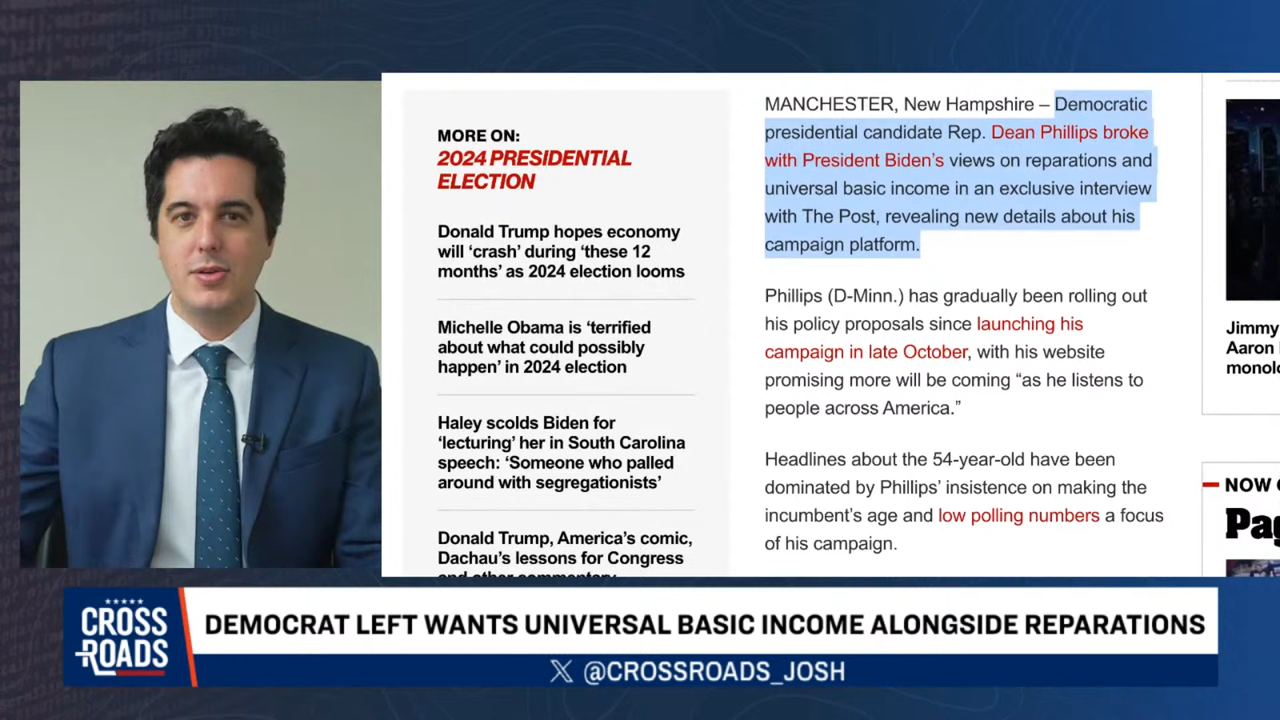 MORE ON:
2024 PRESIDENTIAL
ELECTION
Donald Trump hopes economy
will ‘crash’ during ‘these 12
months’ as 2024 election looms
Michelle Obama is ‘terrified
about what could possibly
happen’ in 2024 election
Haley scolds Biden for
‘lecturing’ her in South Carolina
speech: ‘Someone who palled
around with segregationists’
Donald Trump, America’s comic,
Dachau’s lessons for Congress
and other commentary
MANCHESTER, New Hampshire – Democratic
presidential candidate Rep. Dean Phillips broke
with President Biden’s views on reparations and
universal basic income in an exclusive interview
with The Post, revealing new details about his
campaign platform.
Phillips (D-Minn.) has gradually been rolling out
his policy proposals since launching his
campaign in late October, with his website
promising more will be coming “as he listens to
people across America.”
Headlines about the 54-year-old have been
dominated by Phillips’ insistence on making the
incumbent’s age and low polling numbers a focus
of his campaign.
Jimmy
Aaron
NOW
CROSS
ROADS
DEMOCRAT LEFT WANTS UNIVERSAL BASIC INCOME ALONGSIDE REPARATIONS
X @CROSSROADS_JOSH